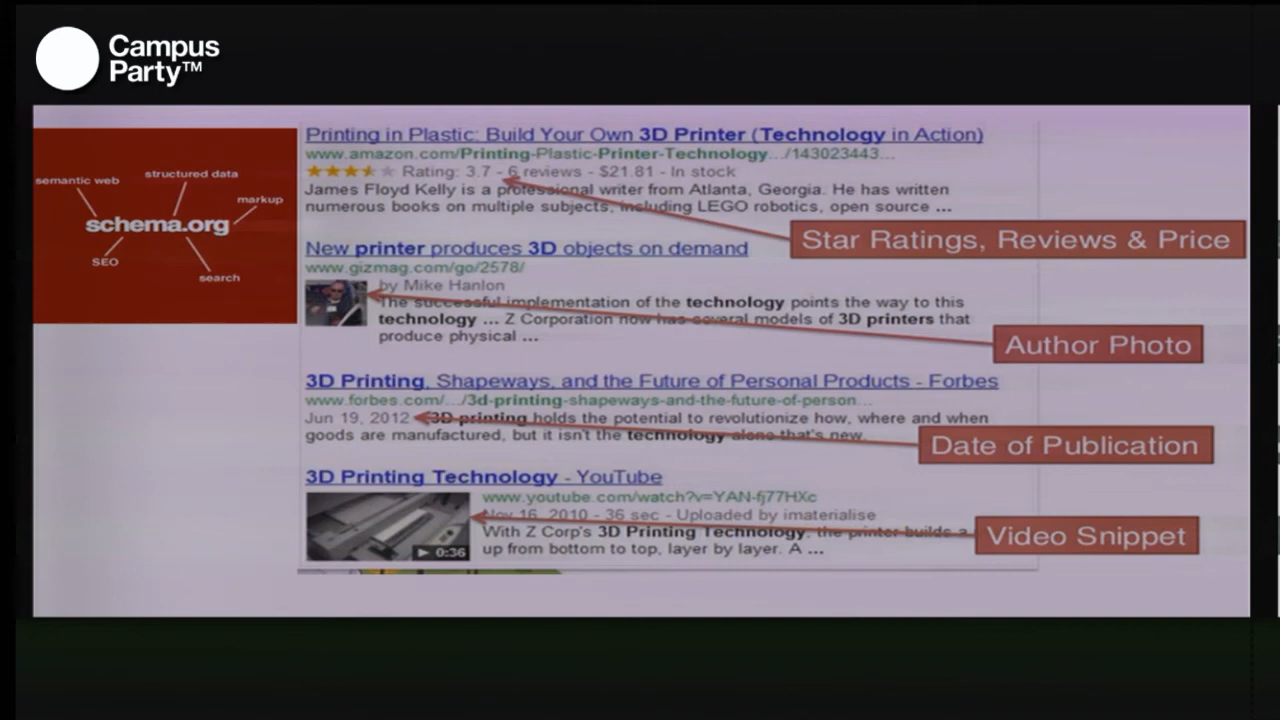 Campus
Party™
semantic web
structured data
markup
schema.org
SEO
search
Printing in Plastic: Build Your Own 3D Printer (Technology in Action)
www.amazon.com/Printing-Plastic-Printer-Technology.../143023443...
Rating: 3.7 - 6 reviews - $21.81 - In stock
James Floyd Kelly is a professional writer from Atlanta, Georgia. He has written
numerous books on multiple subjects, including LEGO robotics, open source ...
Star Ratings, Reviews & Price
New printer produces 3D objects on demand
www.gizmag.com/go/2578/
by Mike Hanlon
The successful implementation of the technology points the way to this
technology ... Z Corporation now has several models of 3D printers that
produce physical ...
Author Photo
3D Printing, Shapeways, and the Future of Personal Products - Forbes
www.forbes.com/.../3d-printing-shapeways-and-the-future-of-person...
Jun 19, 2012 3D printing holds the potential to revolutionize how, where and when
goods are manufactured, but it isn't the technology alone that's new.
Date of Publication
3D Printing Technology - YouTube
www.youtube.com/watch?v=YAN-fj77HXc
Nov 16, 2010 - 36 sec - Uploaded by imaterialise
With Z Corp's 3D Printing Technology, the printer builds a
up from bottom to top, layer by layer. A ...
0:36
Video Snippet